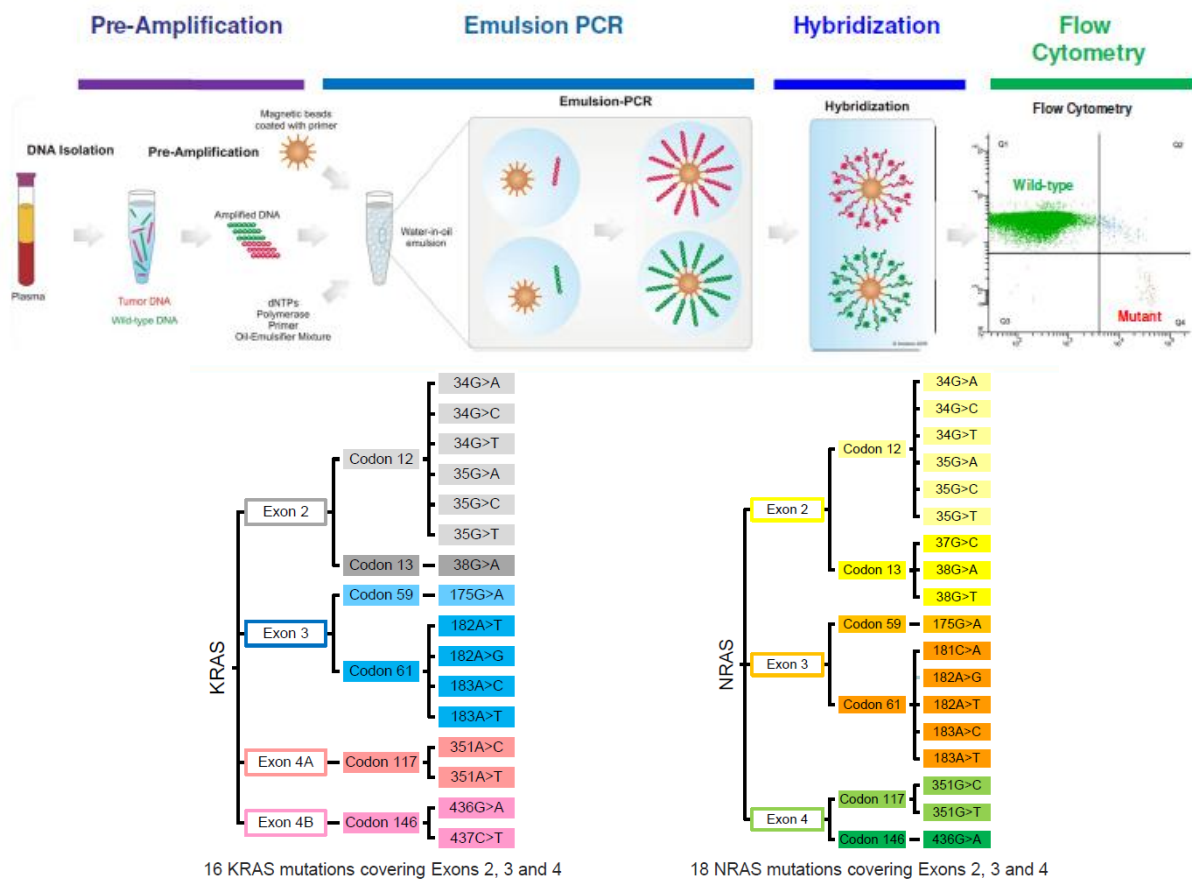 Pre-Amplification
Emulsion PCR
Hybridization
Flow
Cytometry
DNA Isolation
Plasma
Pre-Amplification
Tumor DNA
Wild-type DNA
Magnetic beads
coated with primer
Amplified DNA
dNTPs
Polymerase
Primer
Oil-Emulsifier Mixture
Water-in-oil
emulsion
Emulsion-PCR
Hybridization
Flow Cytometry
Q1
Q2
Wild-type
Q3
Mutant
Q4
KRAS
Exon 2
Codon 12
34G>A
34G>C
34G>T
35G>A
35G>C
35G>T
Codon 13
38G>A
Exon 3
Codon 59
175G>A
Codon 61
182A>T
182A>G
183A>C
183A>T
Exon 4A
Codon 117
351A>C
351A>T
Exon 4B
Codon 146
436G>A
437C>T
16 KRAS mutations covering Exons 2, 3 and 4
NRAS
Exon 2
Codon 12
34G>A
34G>C
34G>T
35G>A
35G>C
35G>T
Codon 13
37G>C
38G>A
38G>T
Exon 3
Codon 59
175G>A
Codon 61
181C>A
182A>G
182A>T
183A>C
183A>T
Exon 4
Codon 117
351G>C
351G>T
Codon 146
436G>A
18 NRAS mutations covering Exons 2, 3 and 4